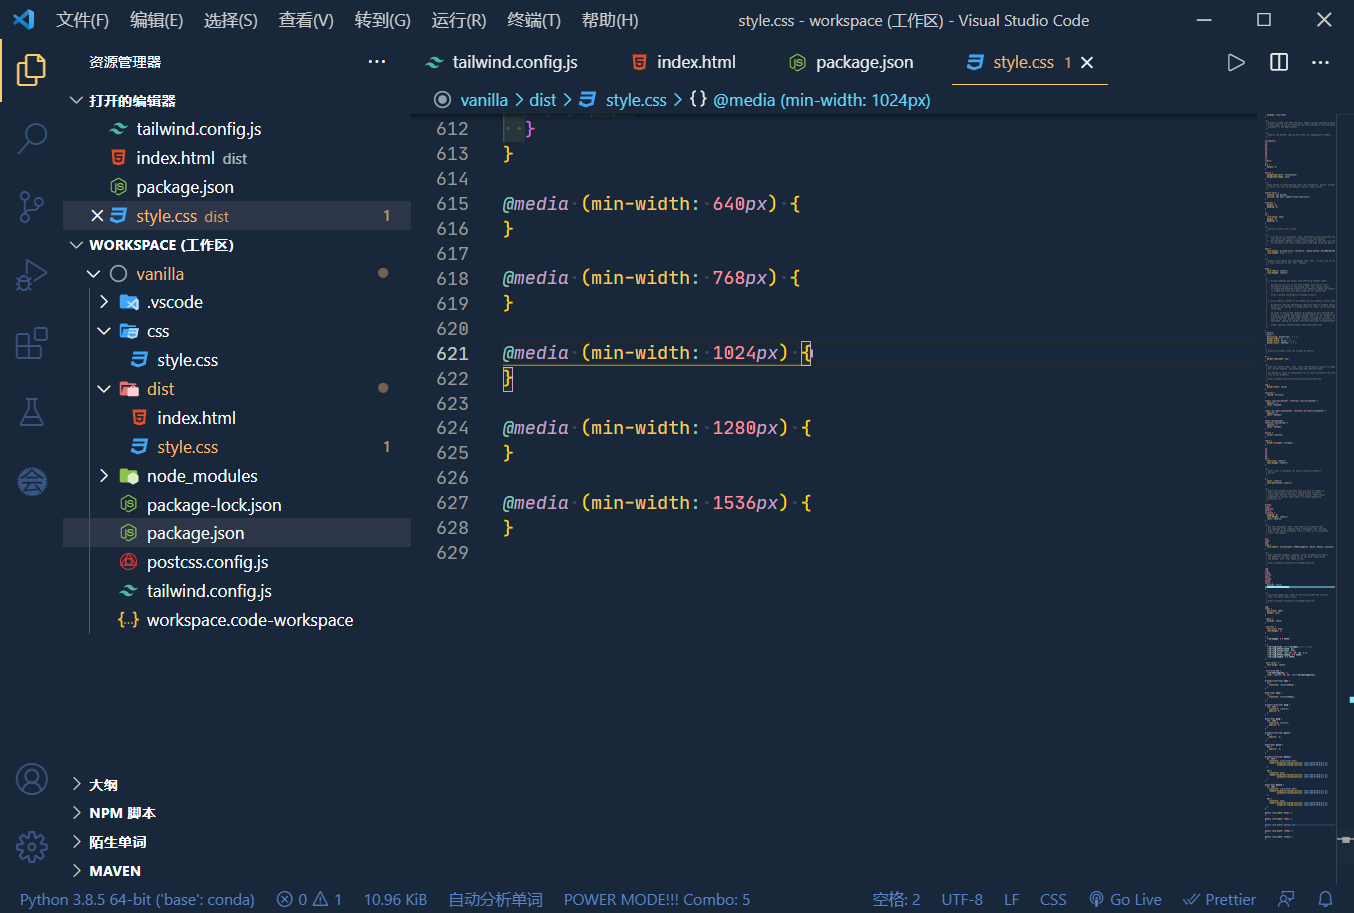 文件(F) 编辑(E) 选择(S) 查看(V) 转到(G) 运行(R) 终端(T) 帮助(H) style.css - workspace (工作区) - Visual Studio Code
资源管理器
tailwind.config.js index.html package.json style.css 1
vanilla > dist > style.css > {} @media (min-width: 1024px)
打开的编辑器
tailwind.config.js
index.html dist
package.json
style.css dist 1
WORKSPACE (工作区)
vanilla
.vscode
css
style.css
dist
index.html
style.css 1
node_modules
package-lock.json
package.json
postcss.config.js
tailwind.config.js
workspace.code-workspace
大纲
NPM 脚本
陌生单词
MAVEN
612 }
613 }
614
615 @media (min-width: 640px) {
616 }
617
618 @media (min-width: 768px) {
619 }
620
621 @media (min-width: 1024px) {
622 }
623
624 @media (min-width: 1280px) {
625 }
626
627 @media (min-width: 1536px) {
628 }
629
Python 3.8.5 64-bit ('base': conda) 0 1 10.96 KiB 自动分析单词 POWER MODE!!! Combo: 5 空格: 2 UTF-8 LF CSS Go Live Prettier